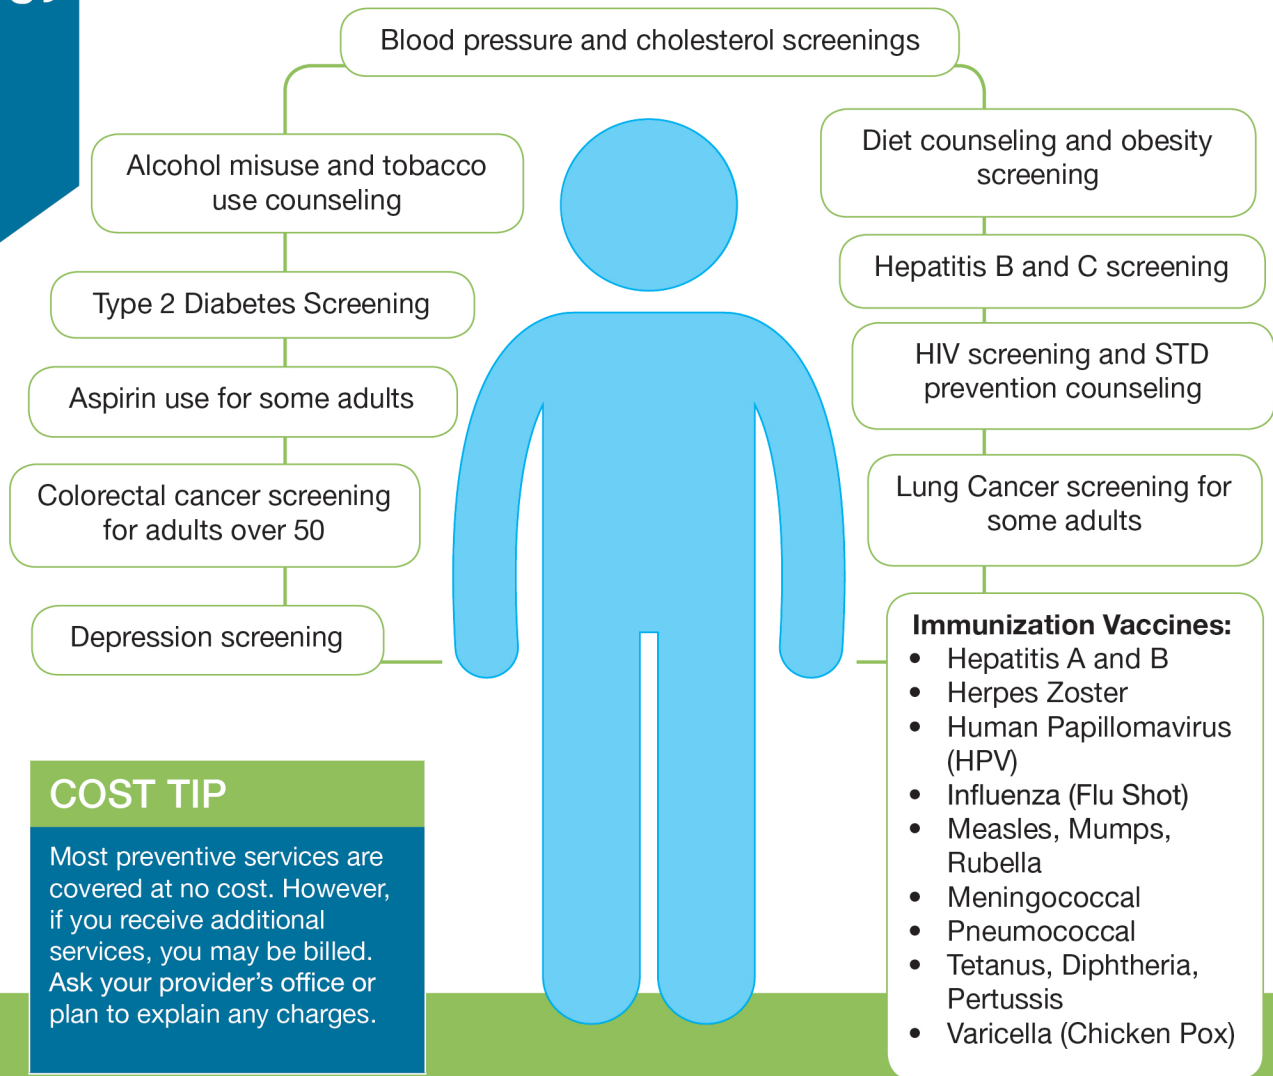 Blood pressure and cholesterol screenings
Alcohol misuse and tobacco
use counseling
Type 2 Diabetes Screening
Aspirin use for some adults
Colorectal cancer screening
for adults over 50
Depression screening
Diet counseling and obesity
screening
Hepatitis B and C screening
HIV screening and STD
prevention counseling
Lung Cancer screening for
some adults
Immunization Vaccines:
• Hepatitis A and B
• Herpes Zoster
• Human Papillomavirus
(HPV)
• Influenza (Flu Shot)
• Measles, Mumps,
Rubella
• Meningococcal
• Pneumococcal
• Tetanus, Diphtheria,
Pertussis
• Varicella (Chicken Pox)
COST TIP
Most preventive services are
covered at no cost. However,
if you receive additional
services, you may be billed.
Ask your provider’s office or
plan to explain any charges.